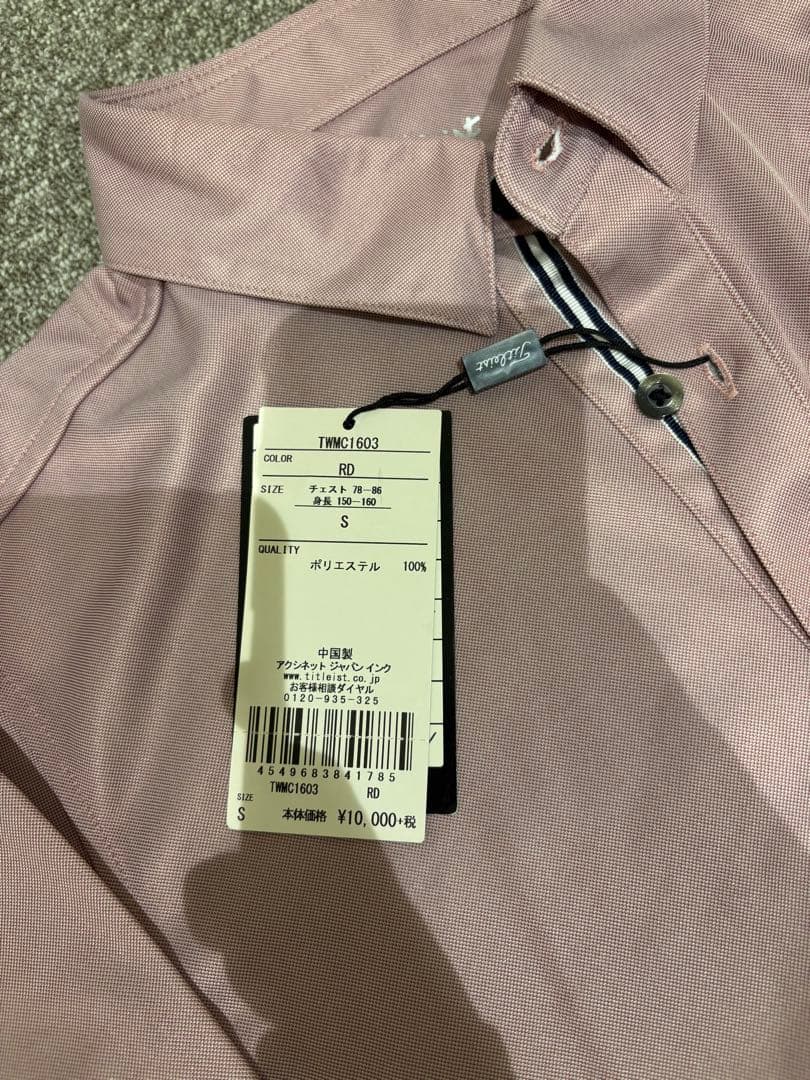 Titleist
TWMC1603
COLOR
RD
SIZE チェスト 78-86
身長 150-160
S
QUALITY
ポリエステル 100%
中国製
アクシネット ジャパン インク
www.titleist.co.jp
お客様相談ダイヤル
0120-935-325
4549683841785
TWMC1603 RD
SIZE
S 本体価格 ¥10,000+税